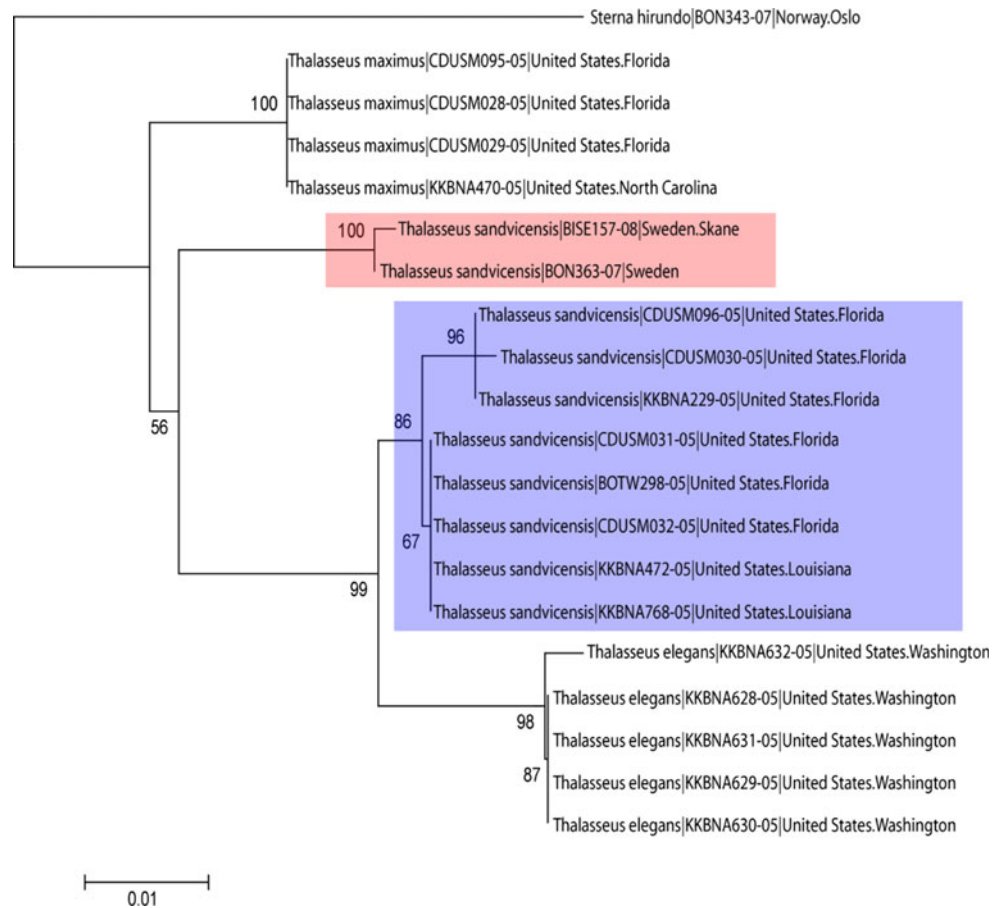 Sterna hirundo|BON343-07|Norway.Oslo
Thalasseus maximus|CDUSM095-05|United States.Florida
100
Thalasseus maximus|CDUSM028-05|United States.Florida
Thalasseus maximus|CDUSM029-05|United States.Florida
Thalasseus maximus|KKBNA470-05|United States.North Carolina
100
Thalasseus sandvicensis|BISE157-08|Sweden.Skane
Thalasseus sandvicensis|BON363-07|Sweden
Thalasseus sandvicensis|CDUSM096-05|United States.Florida
96
Thalasseus sandvicensis|CDUSM030-05|United States.Florida
Thalasseus sandvicensis|KKBNA229-05|United States.Florida
56
86
Thalasseus sandvicensis|CDUSM031-05|United States.Florida
Thalasseus sandvicensis|BOTW298-05|United States.Florida
Thalasseus sandvicensis|CDUSM032-05|United States.Florida
67
99
Thalasseus sandvicensis|KKBNA472-05|United States.Louisiana
Thalasseus sandvicensis|KKBNA768-05|United States.Louisiana
Thalasseus elegans|KKBNA632-05|United States.Washington
Thalasseus elegans|KKBNA628-05|United States.Washington
98
Thalasseus elegans|KKBNA631-05|United States.Washington
87
Thalasseus elegans|KKBNA629-05|United States.Washington
Thalasseus elegans|KKBNA630-05|United States.Washington
0.01